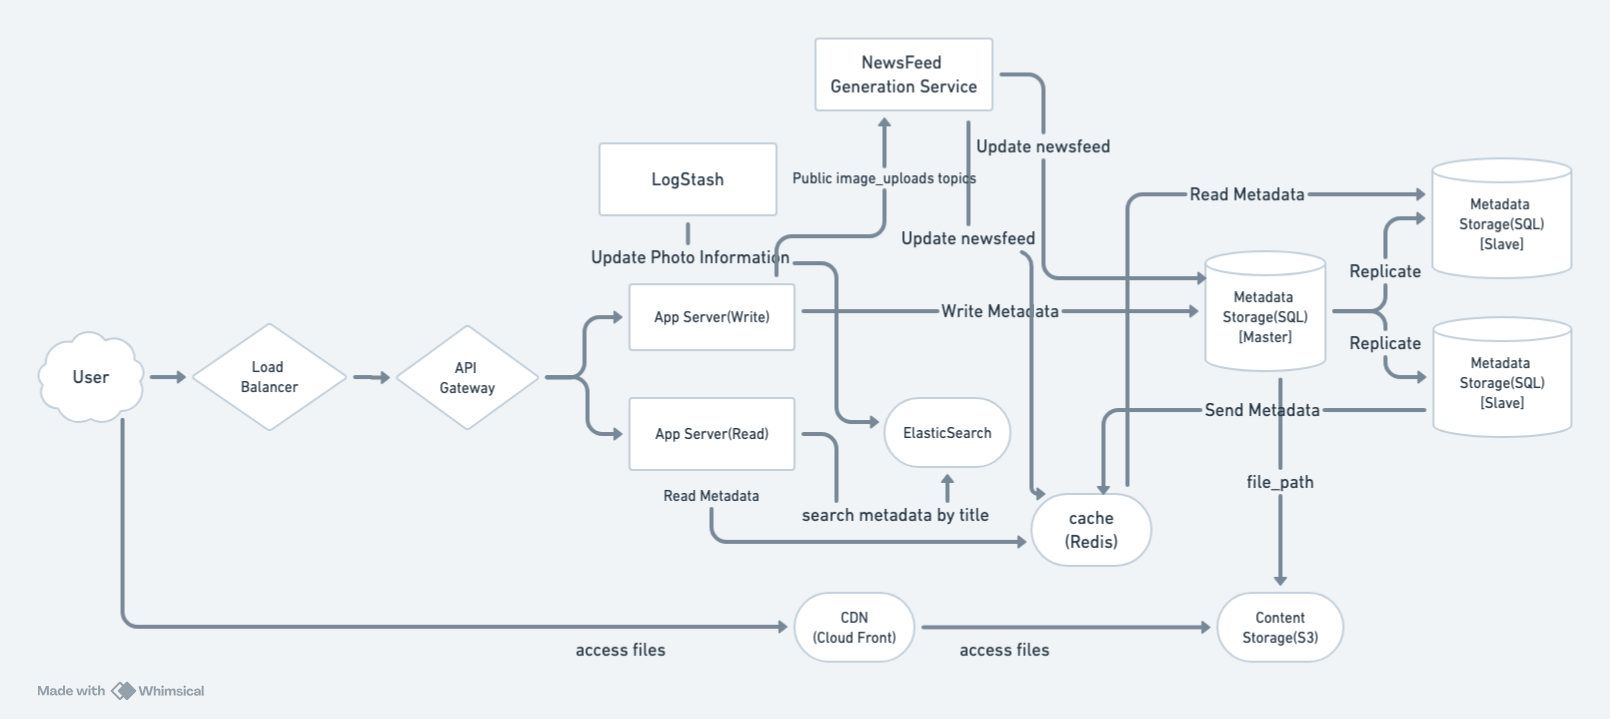 NewsFeed
Generation Service
Update newsfeed
LogStash
Public image_uploads topics
Read Metadata
Metadata
Storage(SQL)
[Slave]
Update newsfeed
Update Photo Information
Replicate
Metadata
Storage(SQL)
[Master]
App Server(Write)
Write Metadata
Replicate
User
Load
Balancer
API
Gateway
Metadata
Storage(SQL)
[Slave]
Send Metadata
App Server(Read)
ElasticSearch
file_path
Read Metadata
search metadata by title
cache
(Redis)
CDN
(Cloud Front)
Content
Storage(S3)
access files
access files
Made with Whimsical